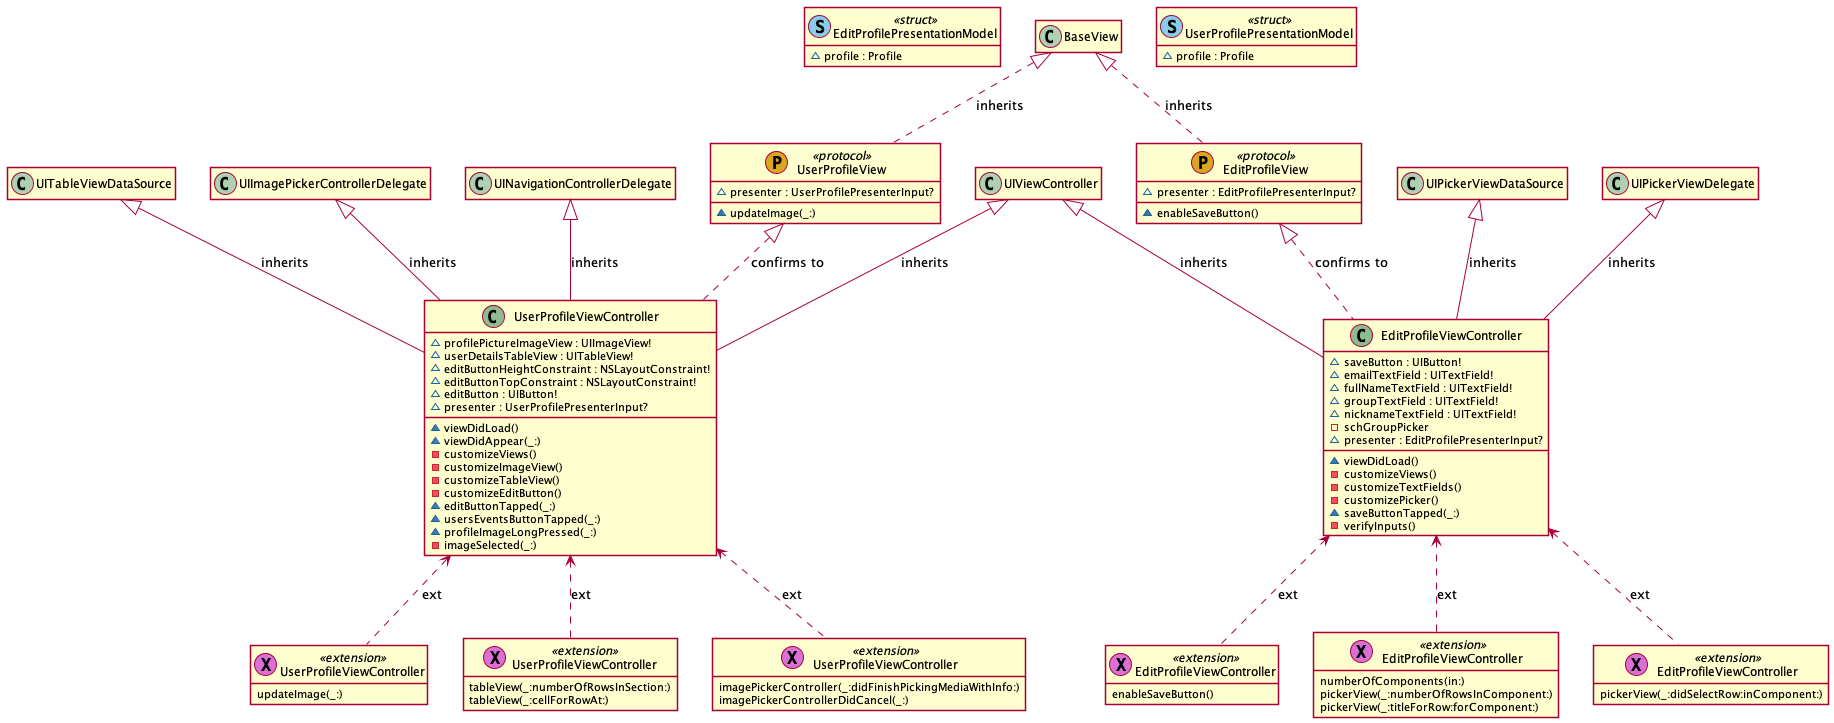 S
«struct»
EditProfilePresentationModel
profile : Profile
C
BaseView
S
«struct»
UserProfilePresentationModel
profile : Profile
inherits
inherits
C
UITableViewDataSource
C
UIImagePickerControllerDelegate
C
UINavigationControllerDelegate
P
«protocol»
UserProfileView
presenter : UserProfilePresenterInput?
updateImage(_:)
C
UIViewController
P
«protocol»
EditProfileView
presenter : EditProfilePresenterInput?
enableSaveButton()
C
UIPickerViewDataSource
C
UIPickerViewDelegate
inherits
inherits
inherits
confirms to
inherits
inherits
confirms to
inherits
inherits
C
UserProfileViewController
profilePictureImageView : UIImageView!
userDetailsTableView : UITableView!
editButtonHeightConstraint : NSLayoutConstraint!
editButtonTopConstraint : NSLayoutConstraint!
editButton : UIButton!
presenter : UserProfilePresenterInput?
viewDidLoad()
viewDidAppear(_:)
customizeViews()
customizeImageView()
customizeTableView()
customizeEditButton()
editButtonTapped(_:)
usersEventsButtonTapped(_:)
profileImageLongPressed(_:)
imageSelected(_:)
C
EditProfileViewController
saveButton : UIButton!
emailTextField : UITextField!
fullNameTextField : UITextField!
groupTextField : UITextField!
nicknameTextField : UITextField!
schGroupPicker
presenter : EditProfilePresenterInput?
viewDidLoad()
customizeViews()
customizeTextFields()
customizePicker()
saveButtonTapped(_:)
verifyInputs()
ext
ext
ext
ext
ext
ext
X
«extension»
UserProfileViewController
updateImage(_:)
X
«extension»
UserProfileViewController
tableView(_:numberOfRowsInSection:)
tableView(_:cellForRowAt:)
X
«extension»
UserProfileViewController
imagePickerController(_:didFinishPickingMediaWithInfo:)
imagePickerControllerDidCancel(_:)
X
«extension»
EditProfileViewController
enableSaveButton()
X
«extension»
EditProfileViewController
numberOfComponents(in:)
pickerView(_:numberOfRowsInComponent:)
pickerView(_:titleForRow:forComponent:)
X
«extension»
EditProfileViewController
pickerView(_:didSelectRow:inComponent:)